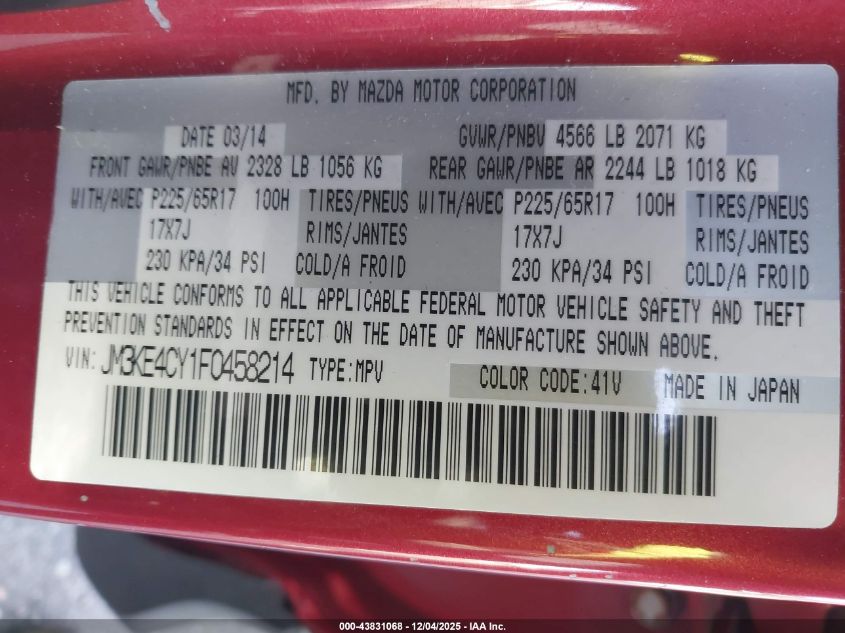 MFD. BY MAZDA MOTOR CORPORATION
DATE 03/14 GVWR/PNBV 4566 LB 2071 KG
FRONT GAWR/PNBE AV 2328 LB 1056 KG REAR GAWR/PNBE AR 2244 LB 1018 KG
WITH/AVEC P225/65R17 100H TIRES/PNEUS WITH/AVEC P225/65R17 100H TIRES/PNEUS
17X7J RIMS/JANTES 17X7J RIMS/JANTES
230 KPA/34 PSI COLD/A FROID 230 KPA/34 PSI COLD/A FROID
THIS VEHICLE CONFORMS TO ALL APPLICABLE FEDERAL MOTOR VEHICLE SAFETY AND THEFT
PREVENTION STANDARDS IN EFFECT ON THE DATE OF MANUFACTURE SHOWN ABOVE.
VIN: JM3KE4CY1F0458214 TYPE:MPV COLOR CODE:41V MADE IN JAPAN
000-43831068 - 12/04/2025 - IAA Inc.